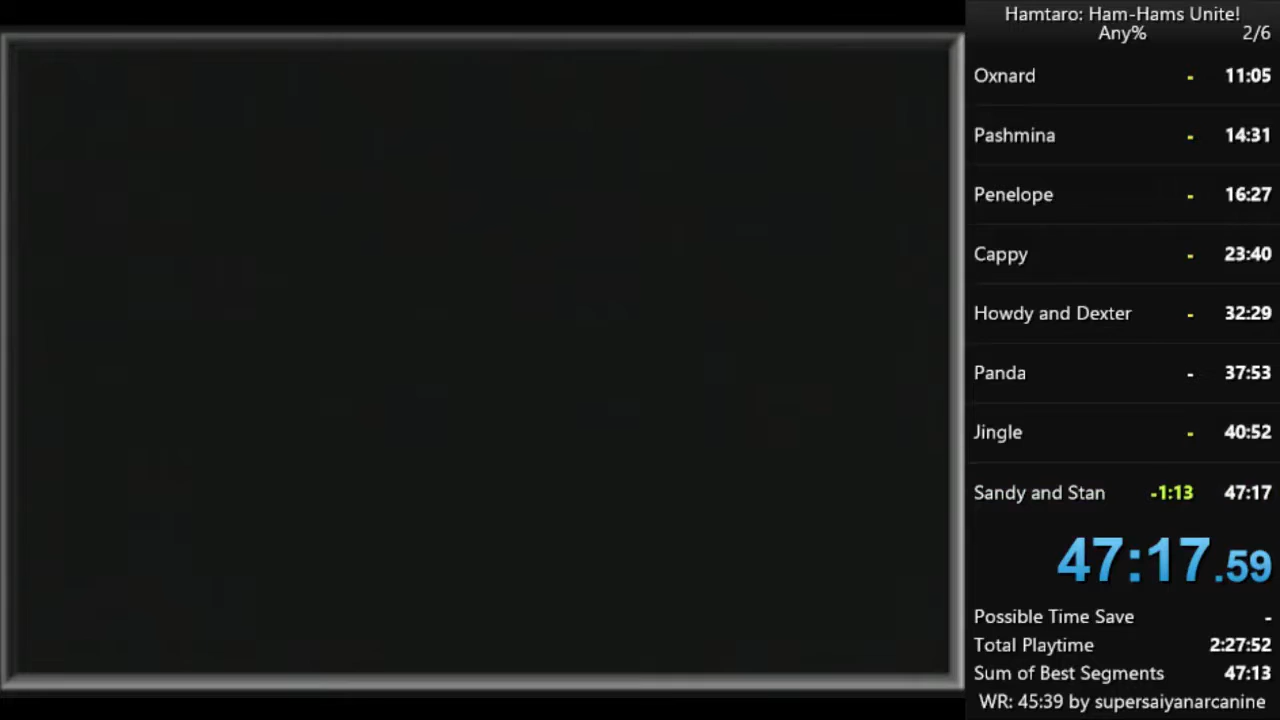 Hamtaro: Ham-Hams Unite!
Any% 2/6
Oxnard - 11:05
Pashmina - 14:31
Penelope - 16:27
Cappy - 23:40
Howdy and Dexter - 32:29
Panda - 37:53
Jingle - 40:52
Sandy and Stan -1:13 47:17
47:17.59
Possible Time Save -
Total Playtime 2:27:52
Sum of Best Segments 47:13
WR: 45:39 by supersaiyanarcanine